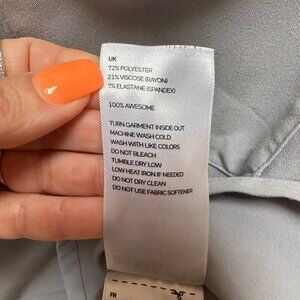 UK
72% POLYESTER
21% VISCOSE (RAYON)
7% ELASTANE (SPANDEX)
100% AWESOME
TURN GARMENT INSIDE OUT
MACHINE WASH COLD
WASH WITH LIKE COLORS
DO NOT BLEACH
TUMBLE DRY LOW
LOW HEAT IRON IF NEEDED
DO NOT DRY CLEAN
DO NOT USE FABRIC SOFTENER
FR